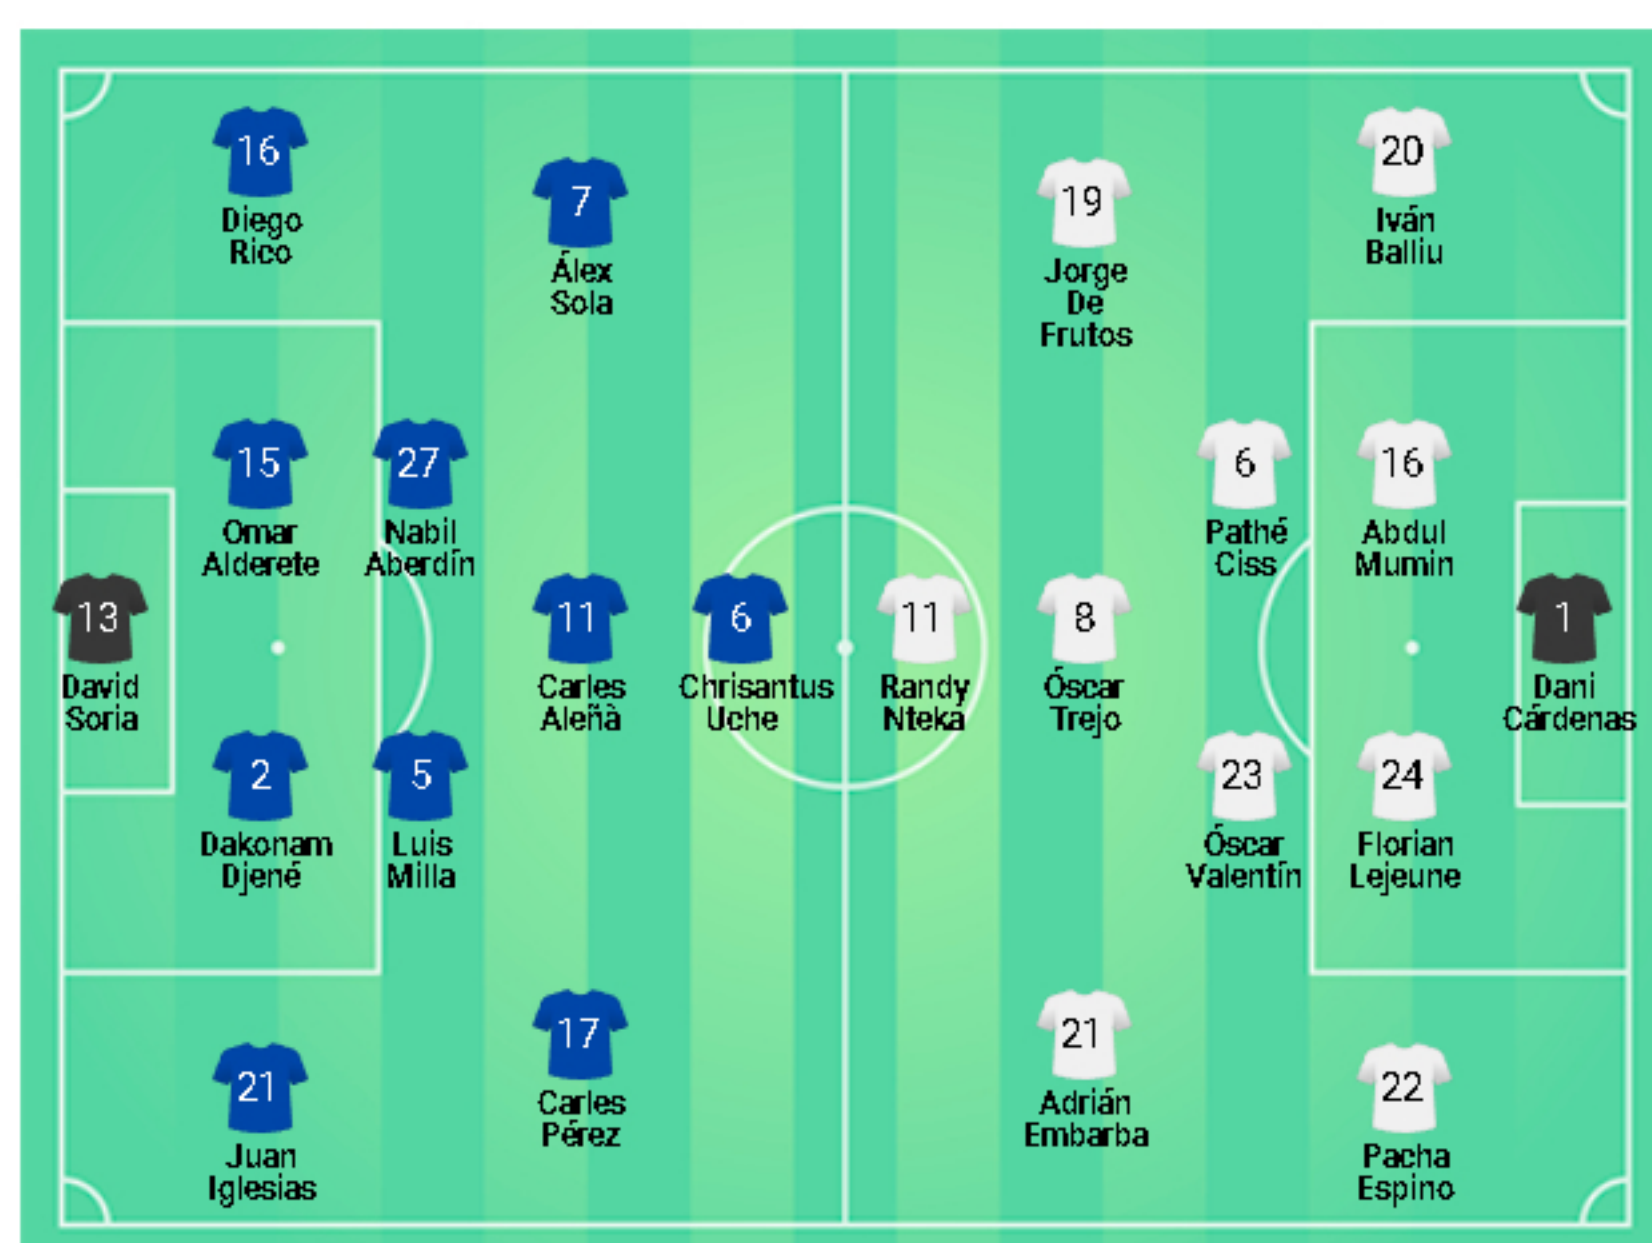 16
Diego
Rico
7
Álex
Sola
19
Jorge
De
Frutos
20
Iván
Balliu
15
Omar
Alderete
27
Nabil
Aberdín
6
Pathé
Ciss
16
Abdul
Mumin
13
David
Soria
11
Carles
Aleñà
6
Chrisantus
Uche
11
Randy
Nteka
8
Óscar
Trejo
1
Dani
Cárdenas
2
Dakonam
Djené
5
Luis
Milla
23
Óscar
Valentín
24
Florian
Lejeune
21
Juan
Iglesias
17
Carles
Pérez
21
Adrián
Embarba
22
Pacha
Espino